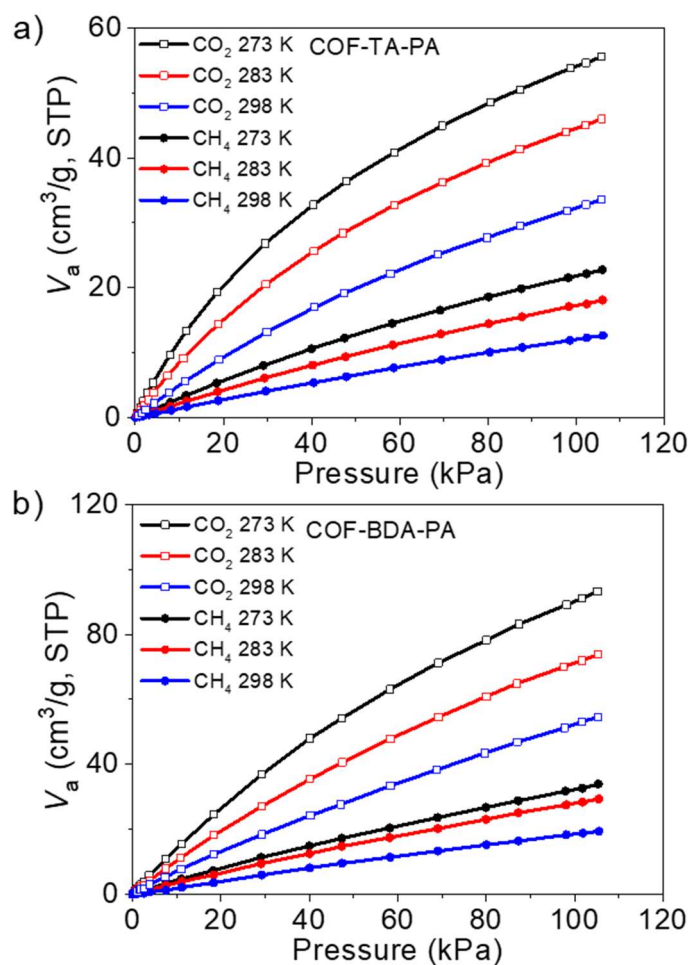 a)
60
CO2 273 K COF-TA-PA
CO2 283 K
CO2 298 K
CH4 273 K
CH4 283 K
CH4 298 K
Va (cm³/g, STP)
40
20
0
0 20 40 60 80 100 120
Pressure (kPa)
b)
120
CO2 273 K COF-BDA-PA
CO2 283 K
CO2 298 K
CH4 273 K
CH4 283 K
CH4 298 K
Va (cm³/g, STP)
80
40
0
0 20 40 60 80 100 120
Pressure (kPa)